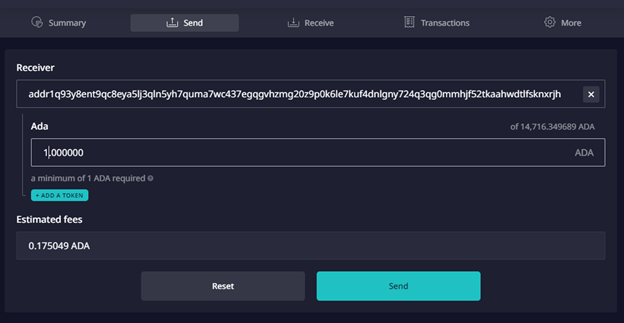 Summary Send Receive Transactions More
Receiver
addr1q93y8ent9qc8eya5lj3qln5yh7quma7wc437egqgvhzmg20z9p0k6le7kuf4dnlgny724q3qg0mmhjf52tkaahwdtlfsknxrjh
Ada of 14,716.349689 ADA
1.000000 ADA
a minimum of 1 ADA required
+ ADD A TOKEN
Estimated fees
0.175049 ADA
Reset Send